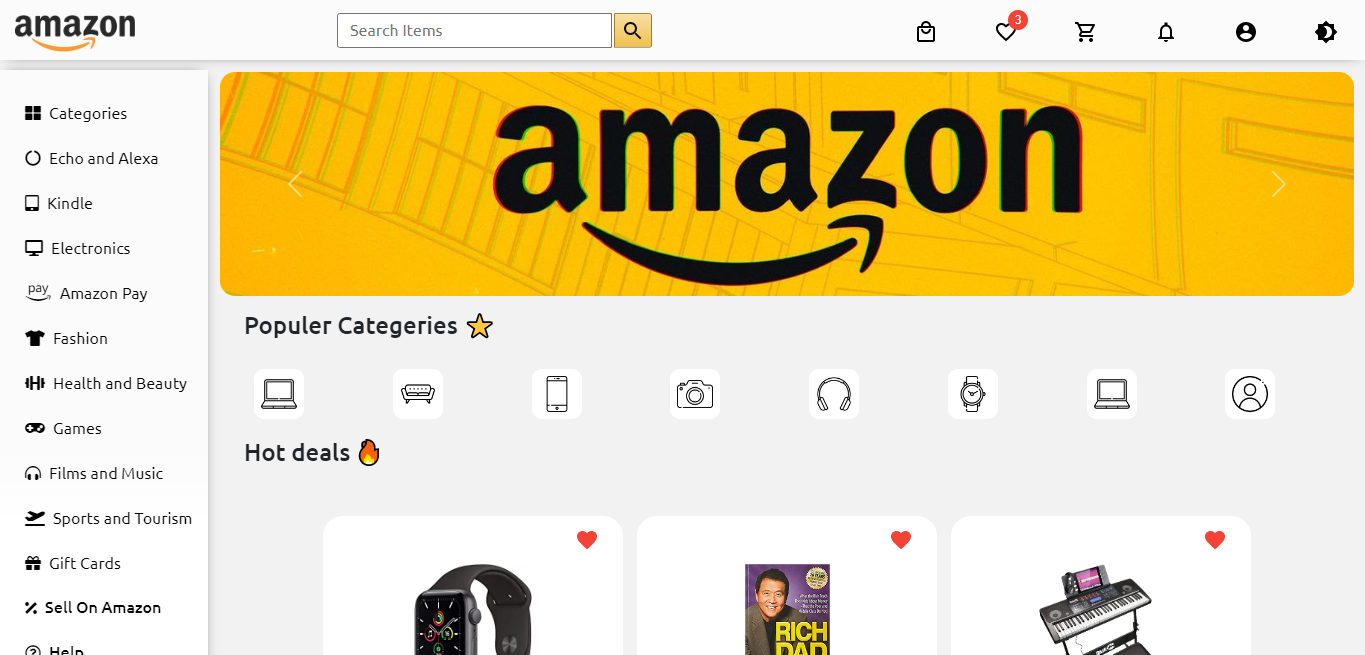 amazon
Search Items
3
Categories
Echo and Alexa
Kindle
Electronics
pay Amazon Pay
Fashion
Health and Beauty
Games
Films and Music
Sports and Tourism
Gift Cards
Sell On Amazon
Help
amazon
Populer Categeries
Hot deals
RICH
DAD